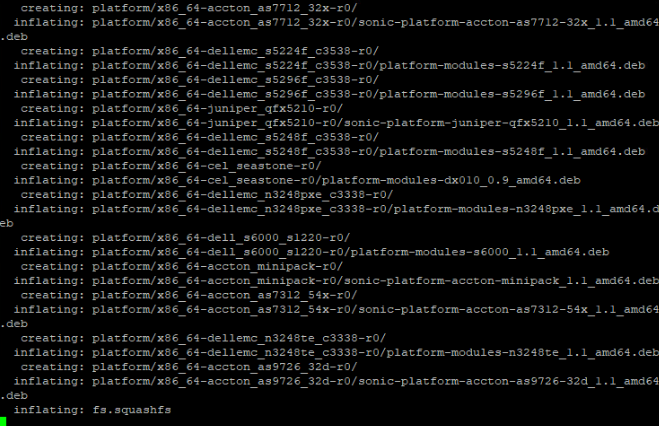 creating: platform/x86_64-accton_as7712_32x-r0/
inflating: platform/x86_64-accton_as7712_32x-r0/sonic-platform-accton-as7712-32x_1.1_amd64
.deb
creating: platform/x86_64-dellemc_s5224f_c3538-r0/
inflating: platform/x86_64-dellemc_s5224f_c3538-r0/platform-modules-s5224f_1.1_amd64.deb
creating: platform/x86_64-dellemc_s5296f_c3538-r0/
inflating: platform/x86_64-dellemc_s5296f_c3538-r0/platform-modules-s5296f_1.1_amd64.deb
creating: platform/x86_64-juniper_qfx5210-r0/
inflating: platform/x86_64-juniper_qfx5210-r0/sonic-platform-juniper-qfx5210_1.1_amd64.deb
creating: platform/x86_64-dellemc_s5248f_c3538-r0/
inflating: platform/x86_64-dellemc_s5248f_c3538-r0/platform-modules-s5248f_1.1_amd64.deb
creating: platform/x86_64-cel_seastone-r0/
inflating: platform/x86_64-cel_seastone-r0/platform-modules-dx010_0.9_amd64.deb
creating: platform/x86_64-dellemc_n3248pxe_c3338-r0/
inflating: platform/x86_64-dellemc_n3248pxe_c3338-r0/platform-modules-n3248pxe_1.1_amd64.d
eb
creating: platform/x86_64-dell_s6000_s1220-r0/
inflating: platform/x86_64-dell_s6000_s1220-r0/platform-modules-s6000_1.1_amd64.deb
creating: platform/x86_64-accton_minipack-r0/
inflating: platform/x86_64-accton_minipack-r0/sonic-platform-accton-minipack_1.1_amd64.deb
creating: platform/x86_64-accton_as7312_54x-r0/
inflating: platform/x86_64-accton_as7312_54x-r0/sonic-platform-accton-as7312-54x_1.1_amd64
.deb
creating: platform/x86_64-dellemc_n3248te_c3338-r0/
inflating: platform/x86_64-dellemc_n3248te_c3338-r0/platform-modules-n3248te_1.1_amd64.deb
creating: platform/x86_64-accton_as9726_32d-r0/
inflating: platform/x86_64-accton_as9726_32d-r0/sonic-platform-accton-as9726-32d_1.1_amd64
.deb
inflating: fs.squashfs